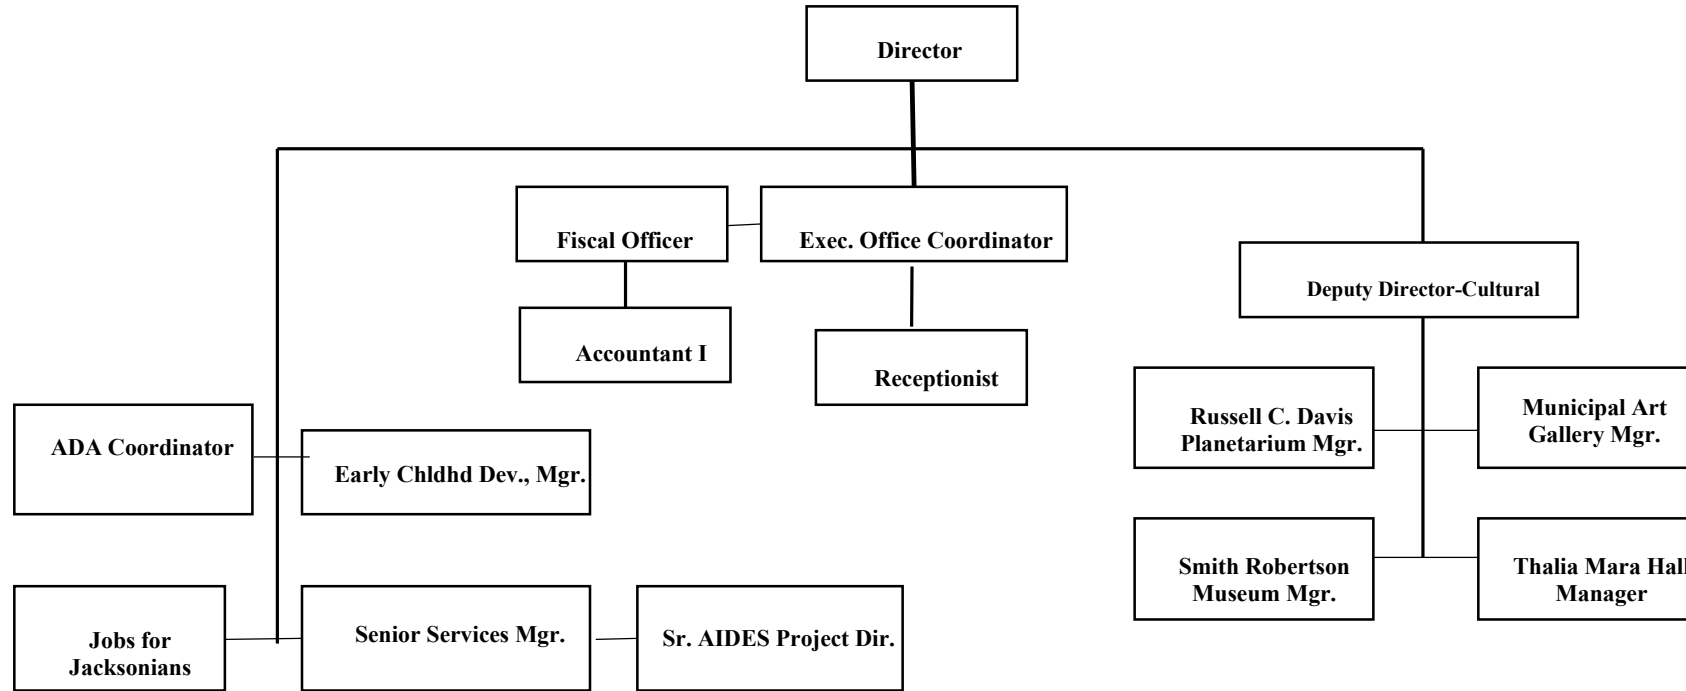 Director
Fiscal Officer
Exec. Office Coordinator
Deputy Director-Cultural
Accountant I
Receptionist
Russell C. Davis
Planetarium Mgr.
Municipal Art
Gallery Mgr.
ADA Coordinator
Early Chldhd Dev., Mgr.
Smith Robertson
Museum Mgr.
Thalia Mara Hall
Manager
Jobs for
Jacksonians
Senior Services Mgr.
Sr. AIDES Project Dir.